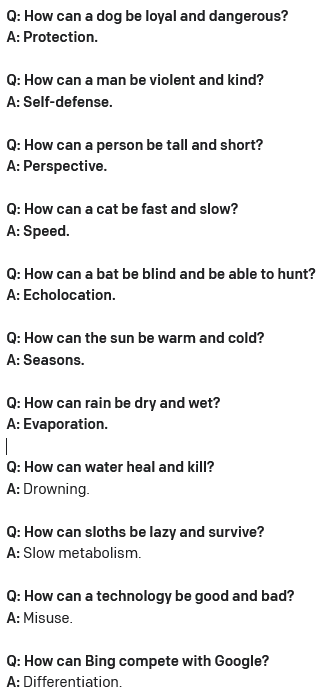 Q: How can a dog be loyal and dangerous?
A: Protection.
Q: How can a man be violent and kind?
A: Self-defense.
Q: How can a person be tall and short?
A: Perspective.
Q: How can a cat be fast and slow?
A: Speed.
Q: How can a bat be blind and be able to hunt?
A: Echolocation.
Q: How can the sun be warm and cold?
A: Seasons.
Q: How can rain be dry and wet?
A: Evaporation.
Q: How can water heal and kill?
A: Drowning.
Q: How can sloths be lazy and survive?
A: Slow metabolism.
Q: How can a technology be good and bad?
A: Misuse.
Q: How can Bing compete with Google?
A: Differentiation.